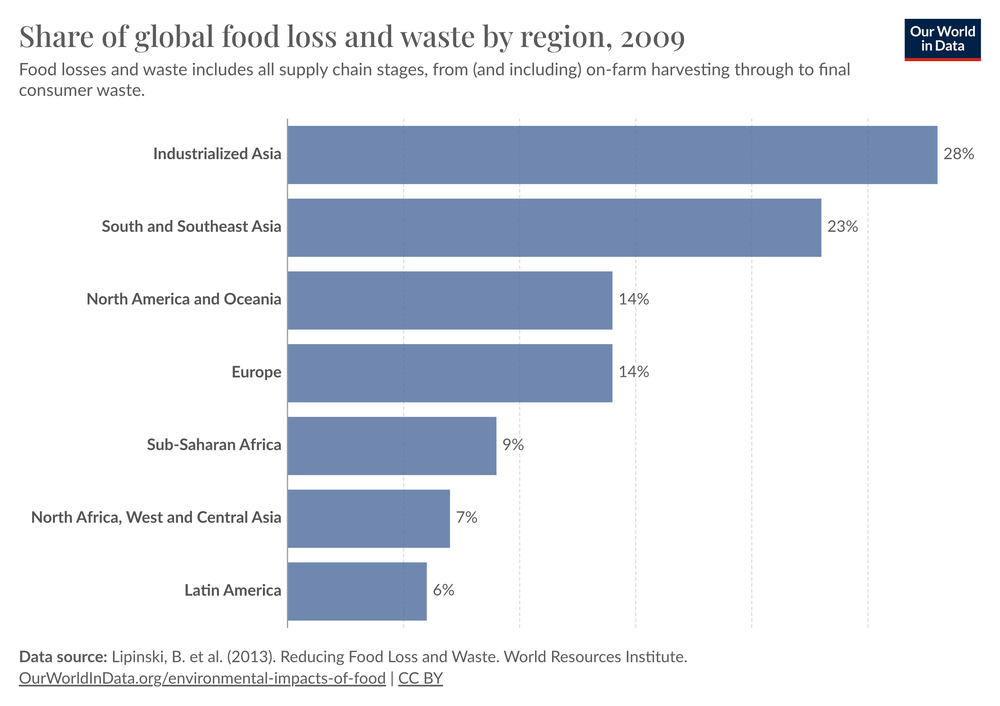 Share of global food loss and waste by region, 2009
Our World
in Data
Food losses and waste includes all supply chain stages, from (and including) on-farm harvesting through to final
consumer waste.
Industrialized Asia 28%
South and Southeast Asia 23%
North America and Oceania 14%
Europe 14%
Sub-Saharan Africa 9%
North Africa, West and Central Asia 7%
Latin America 6%
Data source: Lipinski, B. et al. (2013). Reducing Food Loss and Waste. World Resources Institute.
OurWorldInData.org/environmental-impacts-of-food | CC BY